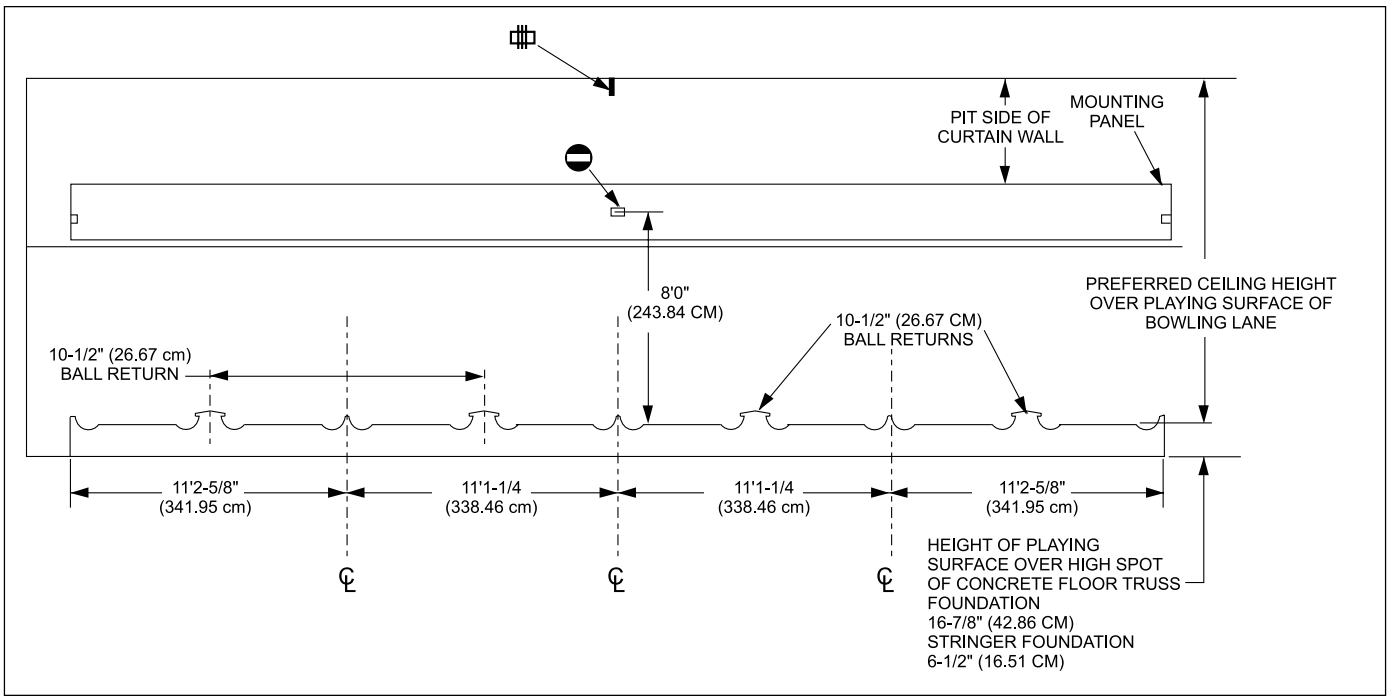 PIT SIDE OF
CURTAIN WALL
MOUNTING
PANEL
8'0"
(243.84 CM)
PREFERRED CEILING HEIGHT
OVER PLAYING SURFACE OF
BOWLING LANE
10-1/2" (26.67 CM)
BALL RETURNS
10-1/2" (26.67 cm)
BALL RETURN
11'2-5/8"
(341.95 cm)
11'1-1/4
(338.46 cm)
11'1-1/4
(338.46 cm)
11'2-5/8"
(341.95 cm)
℄
℄
℄
HEIGHT OF PLAYING
SURFACE OVER HIGH SPOT
OF CONCRETE FLOOR TRUSS
FOUNDATION
16-7/8" (42.86 CM)
STRINGER FOUNDATION
6-1/2" (16.51 CM)